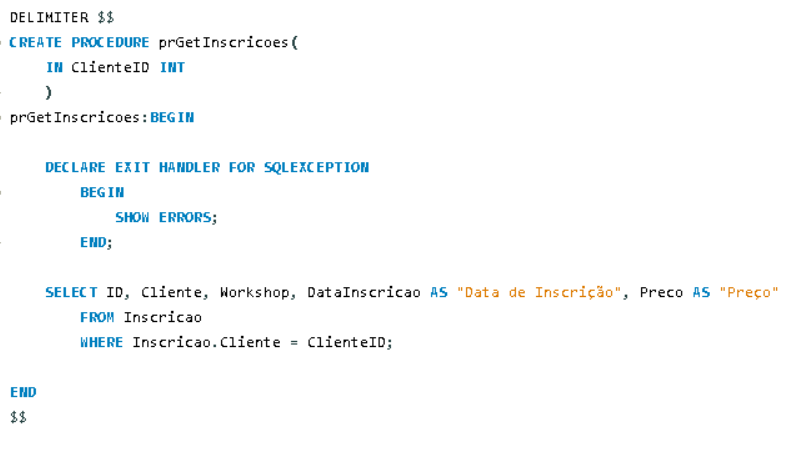 DELIMITER $$
CREATE PROCEDURE prGetInscricoes(
IN ClienteID INT
)
prGetInscricoes:BEGIN
DECLARE EXIT HANDLER FOR SQLEXCEPTION
BEGIN
SHOW ERRORS;
END;
SELECT ID, Cliente, Workshop, DataInscricao AS "Data de Inscrição", Preco AS "Preço"
FROM Inscricao
WHERE Inscricao.Cliente = ClienteID;
END
$$